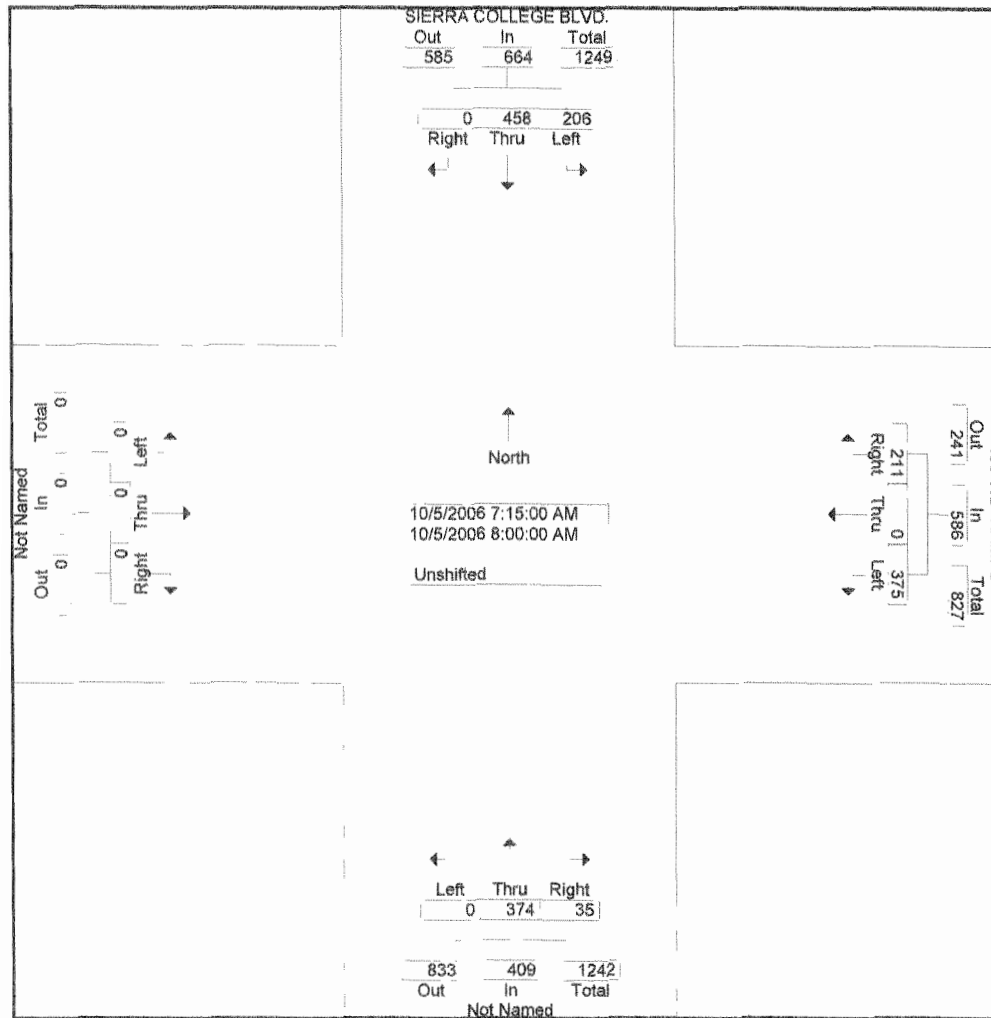 SIERRA COLLEGE BLVD.
Out In Total
585 664 1249
0 458 206
Right Thru Left
Not Named
Out In Total
0 0 0
Right Thru Left
0 0 0
North
10/5/2006 7:15:00 AM
10/5/2006 8:00:00 AM
Unshifted
Right Thru Left
211 0 375
Out In Total
241 586 827
Left Thru Right
0 374 35
833 409 1242
Out In Total
Not Named